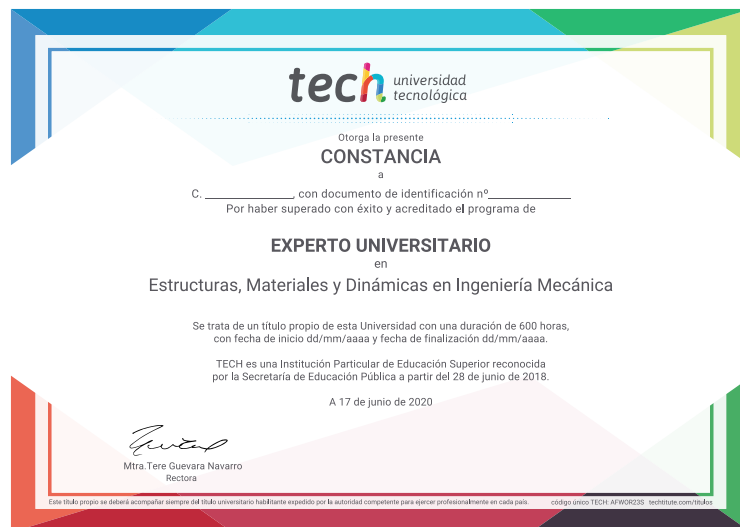 tech universidad
tecnológica
Otorga la presente
CONSTANCIA
a
C. ________________, con documento de identificación nº______________
Por haber superado con éxito y acreditado el programa de
EXPERTO UNIVERSITARIO
en
Estructuras, Materiales y Dinámicas en Ingeniería Mecánica
Se trata de un título propio de esta Universidad con una duración de 600 horas,
con fecha de inicio dd/mm/aaaa y fecha de finalización dd/mm/aaaa.
TECH es una Institución Particular de Educación Superior reconocida
por la Secretaría de Educación Pública a partir del 28 de junio de 2018.
A 17 de junio de 2020
Mtra.Tere Guevara Navarro
Rectora
Este título propio se deberá acompañar siempre del título universitario habilitante expedido por la autoridad competente para ejercer profesionalmente en cada país. código único TECH: AFWOR23S techtitute.com/titulos